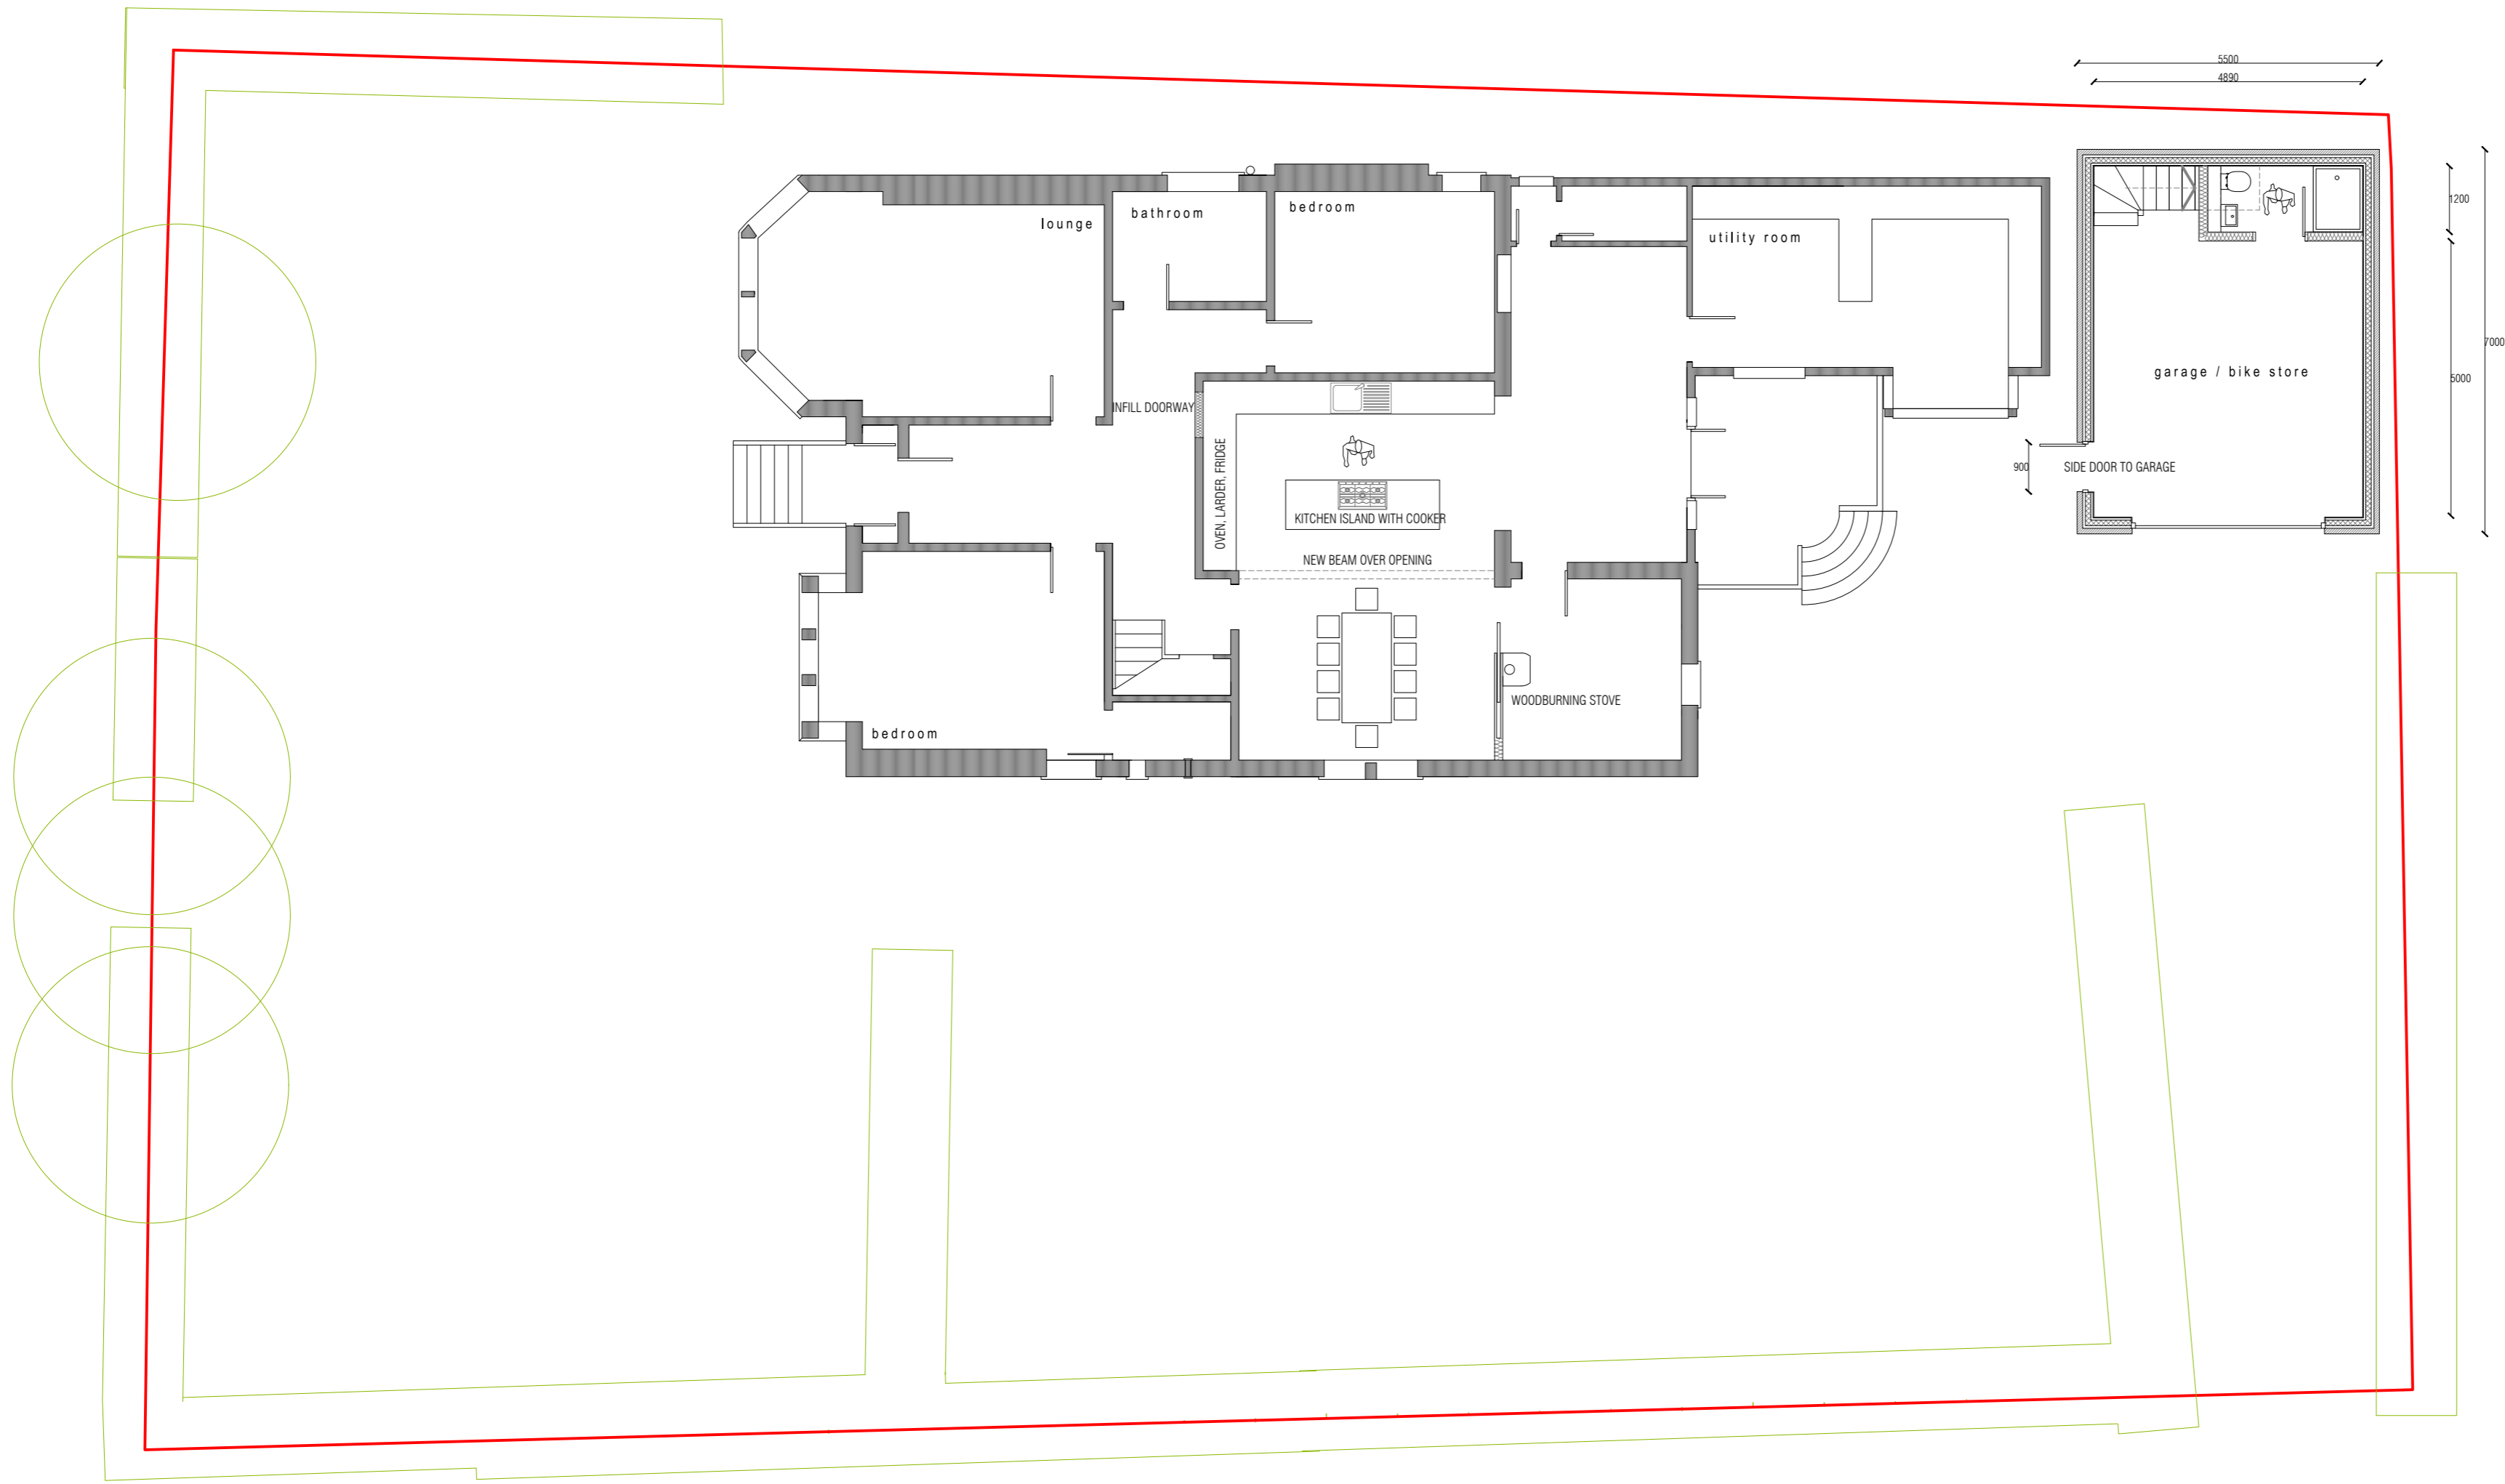 5500
4890
lounge
bathroom
bedroom
utility room
1200
7000
garage / bike store
5000
INFILL DOORWAY
OVEN, LARDER, FRIDGE
900
SIDE DOOR TO GARAGE
KITCHEN ISLAND WITH COOKER
NEW BEAM OVER OPENING
WOODBURNING STOVE
bedroom